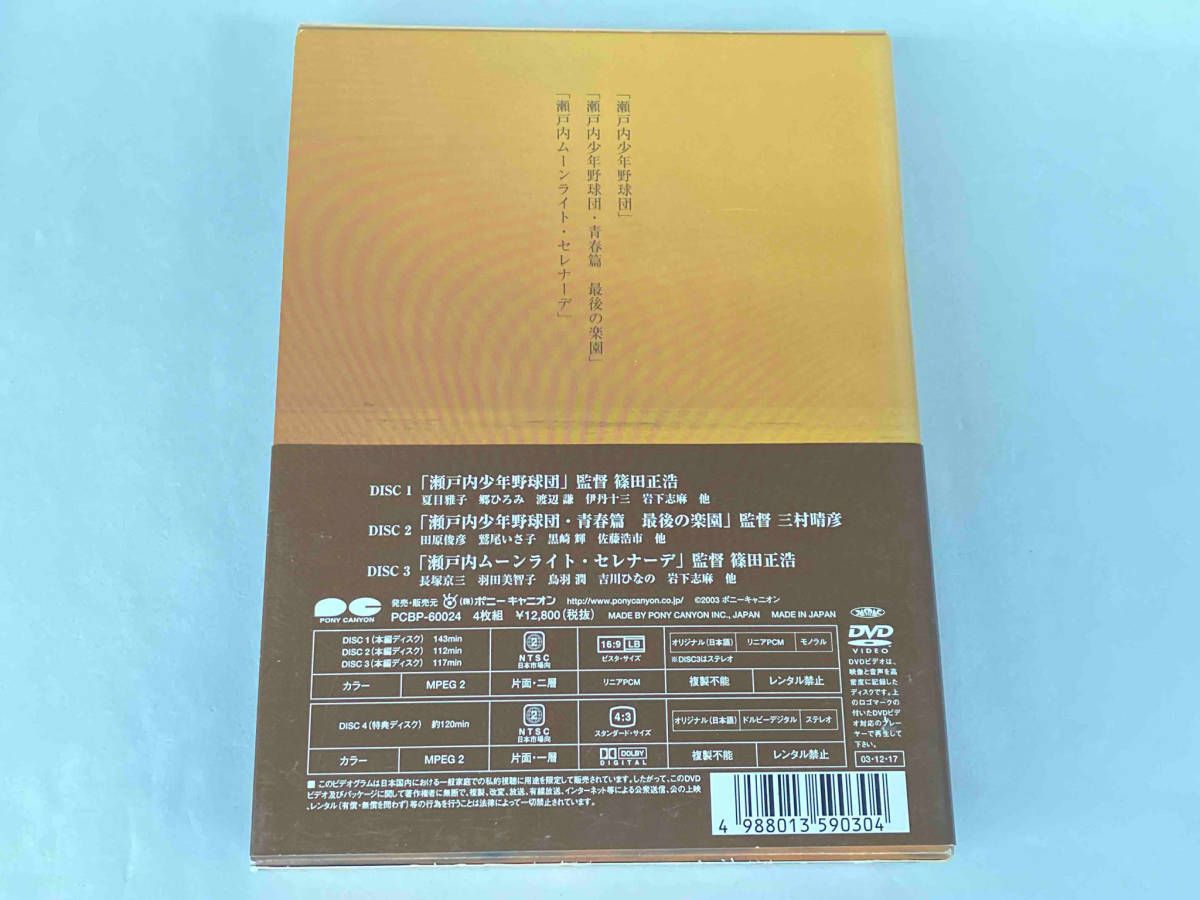 「瀬戸内少年野球団」
「瀬戸内少年野球団・青春篇　最後の楽園」
「瀬戸内ムーンライト・セレナーデ」
DISC 1 「瀬戸内少年野球団」監督 篠田正浩
夏目雅子　郷ひろみ　渡辺 謙　伊丹十三　岩下志麻　他
DISC 2 「瀬戸内少年野球団・青春篇　最後の楽園」監督 三村晴彦
田原俊彦　鷲尾いさ子　黒崎 輝　佐藤浩市　他
DISC 3 「瀬戸内ムーンライト・セレナーデ」監督 篠田正浩
長塚京三　羽田美智子　鳥羽 潤　吉川ひなの　岩下志麻　他
PONY CANYON 発売・販売元 (株)ポニーキャニオン http://www.ponycanyon.co.jp/ ©2003 ポニーキャニオン
PCBP-60024 4枚組 ¥12,800(税抜) MADE BY PONY CANYON INC., JAPAN MADE IN JAPAN
DISC 1(本編ディスク) 143min
DISC 2(本編ディスク) 112min
DISC 3(本編ディスク) 117min
2 NTSC 日本市場向
16:9 LB ビスタ・サイズ
オリジナル(日本語) リニアPCM モノラル
※DISC3はステレオ
カラー MPEG 2 片面・二層 リニアPCM 複製不能 レンタル禁止
DISC 4(特典ディスク) 約120min
2 NTSC 日本市場向
4:3 スタンダード・サイズ
オリジナル(日本語) ドルビーデジタル ステレオ
カラー MPEG 2 片面・一層 DOLBY DIGITAL 複製不能 レンタル禁止
DVD VIDEO
DVDビデオは、
映像と音声を高
密度に記録した
ディスクです。上
のロゴマークの
付いたDVDビデ
オ対応のプレー
ヤーで再生して
下さい。
03・12・17
■このビデオグラムは日本国内における一般家庭での私的視聴に用途を限定して販売されています。したがって、このDVD
ビデオ及びパッケージに関して著作権者に無断で、複製、改変、放送、有線放送、インターネット等による公衆送信、公の上映
、レンタル(有償・無償を問わず)等の行為を行うことは法律によって一切禁止されています。
4 988013 590304